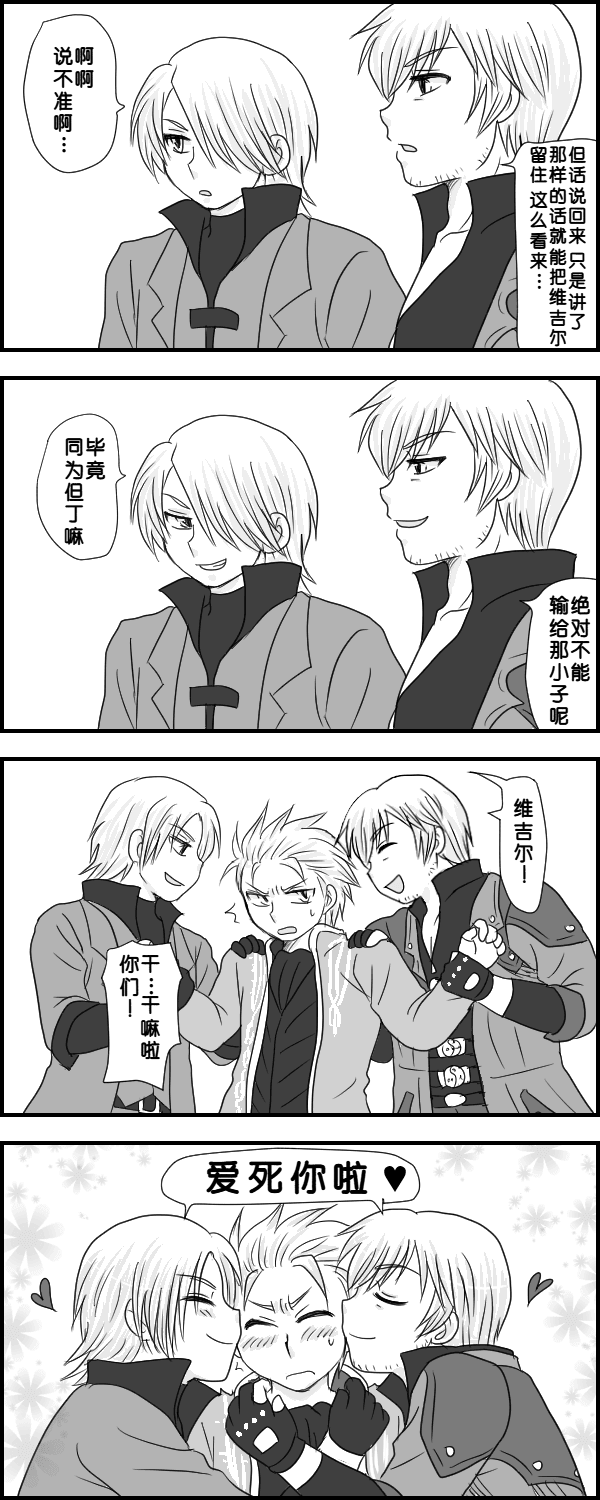 但话说回来 只是讲了
那样的话就能把维吉尔
留住 这么看来…
啊啊
说不准啊…
绝对不能
输给那小子呢
毕竟
同为但丁嘛
维吉尔!
干…干嘛啦
你们!
爱死你啦 ♥